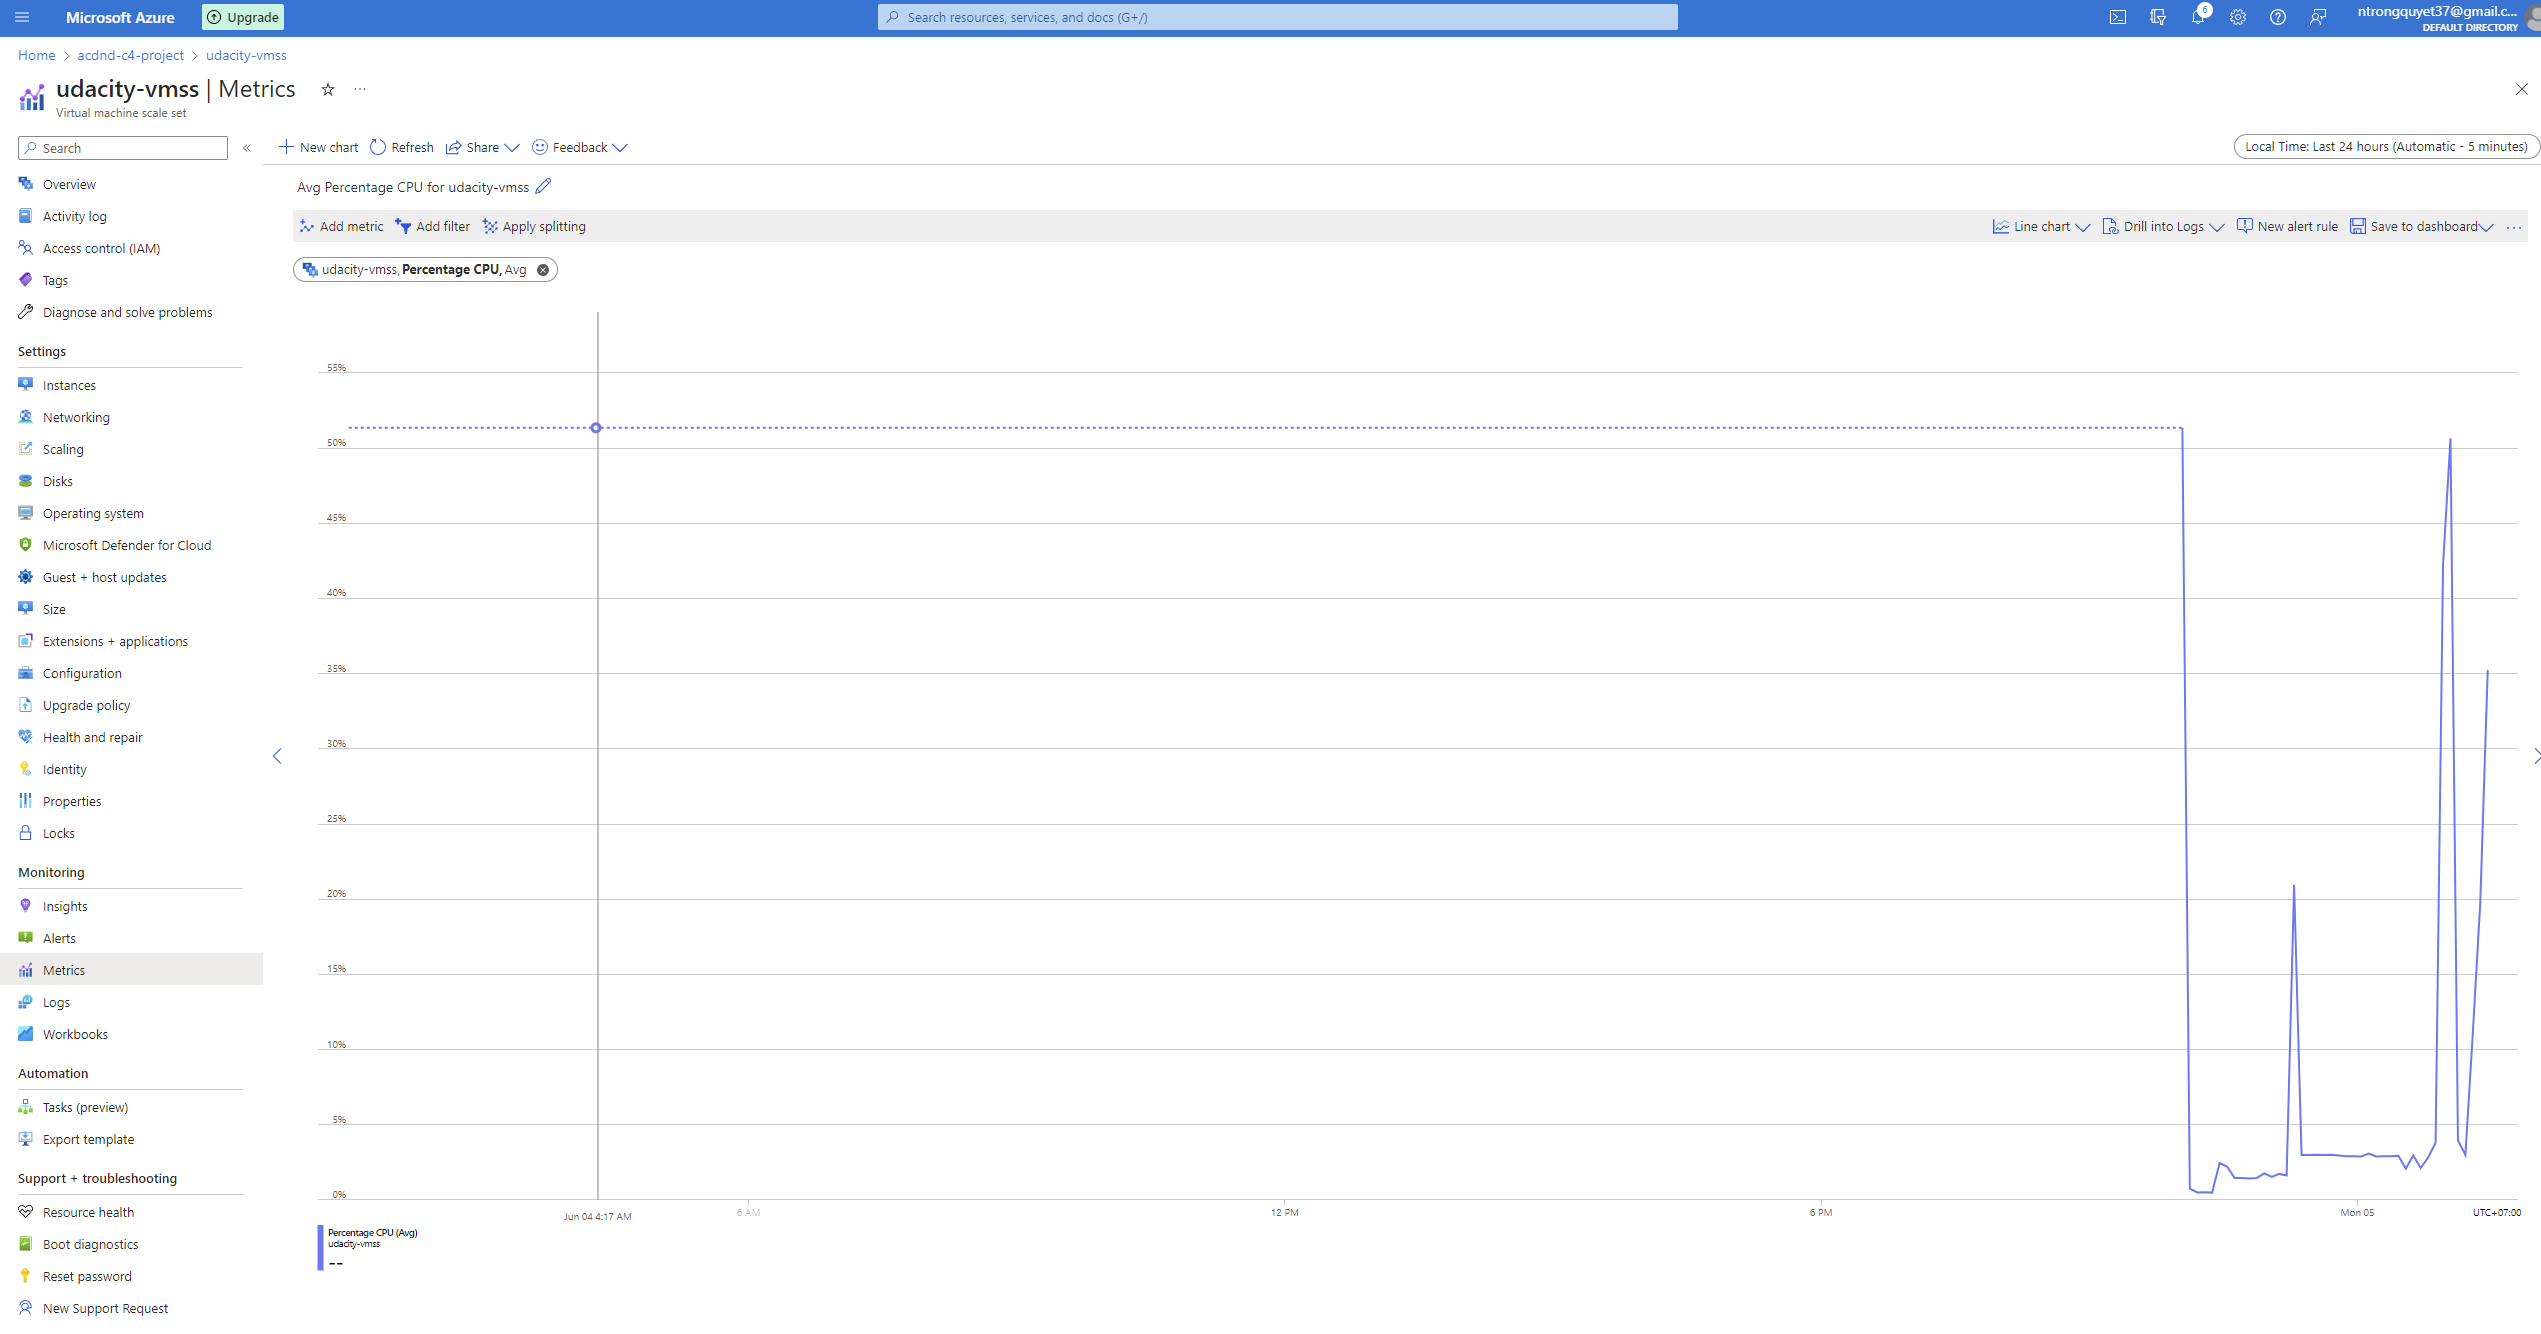 Microsoft Azure
Upgrade
Search resources, services, and docs (G+/)
6
ntrongquyet37@gmail.c...
DEFAULT DIRECTORY
Home > acdnd-c4-project > udacity-vmss
udacity-vmss | Metrics
Virtual machine scale set
Search
Overview
Activity log
Access control (IAM)
Tags
Diagnose and solve problems
Settings
Instances
Networking
Scaling
Disks
Operating system
Microsoft Defender for Cloud
Guest + host updates
Size
Extensions + applications
Configuration
Upgrade policy
Health and repair
Identity
Properties
Locks
Monitoring
Insights
Alerts
Metrics
Logs
Workbooks
Automation
Tasks (preview)
Export template
Support + troubleshooting
Resource health
Boot diagnostics
Reset password
New Support Request
New chart Refresh Share Feedback
Local Time: Last 24 hours (Automatic - 5 minutes)
Avg Percentage CPU for udacity-vmss
Add metric Add filter Apply splitting
Line chart Drill into Logs New alert rule Save to dashboard
udacity-vmss, Percentage CPU, Avg
55%
50%
45%
40%
35%
30%
25%
20%
15%
10%
5%
0%
Jun 04 4:17 AM 6 AM 12 PM 6 PM Mon 05 UTC+07:00
Percentage CPU (Avg)
udacity-vmss
--